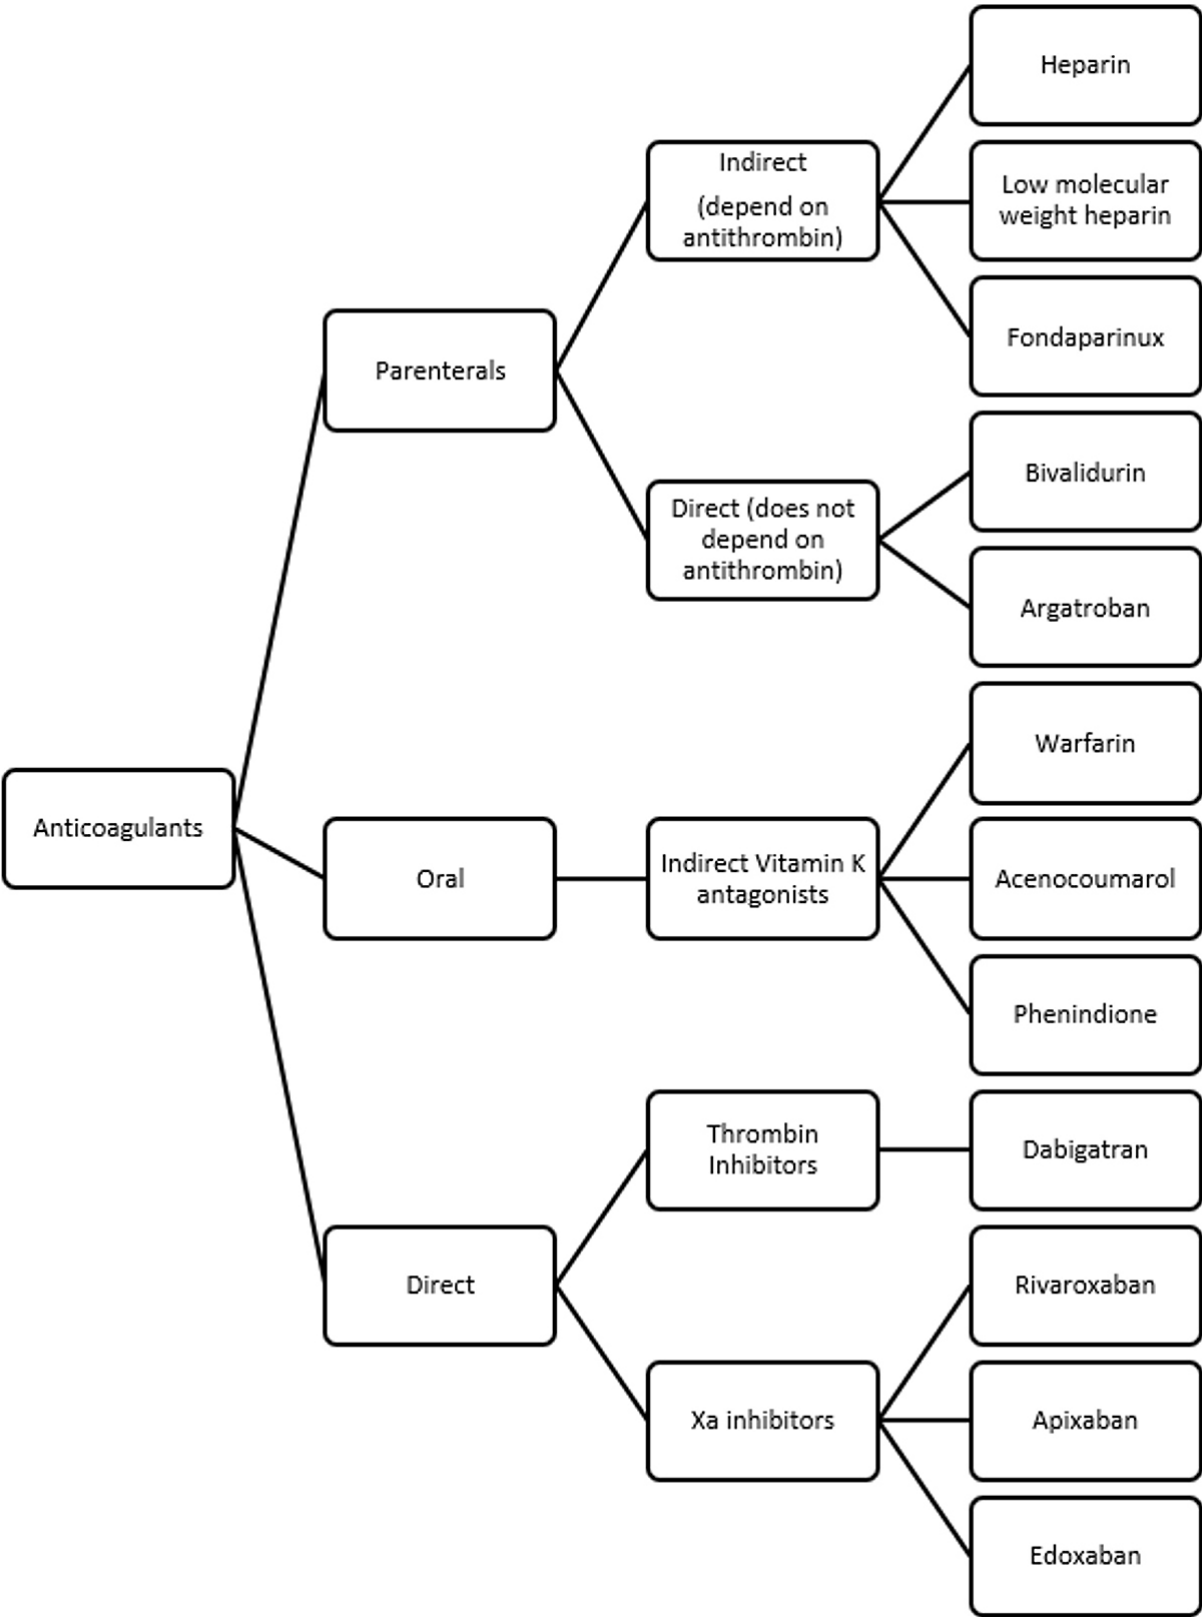 Heparin
Indirect
(depend on
antithrombin)
Low molecular
weight heparin
Fondaparinux
Parenterals
Bivalidurin
Direct (does not
depend on
antithrombin)
Argatroban
Warfarin
Anticoagulants
Oral
Indirect Vitamin K
antagonists
Acenocoumarol
Phenindione
Thrombin
Inhibitors
Dabigatran
Direct
Rivaroxaban
Xa inhibitors
Apixaban
Edoxaban